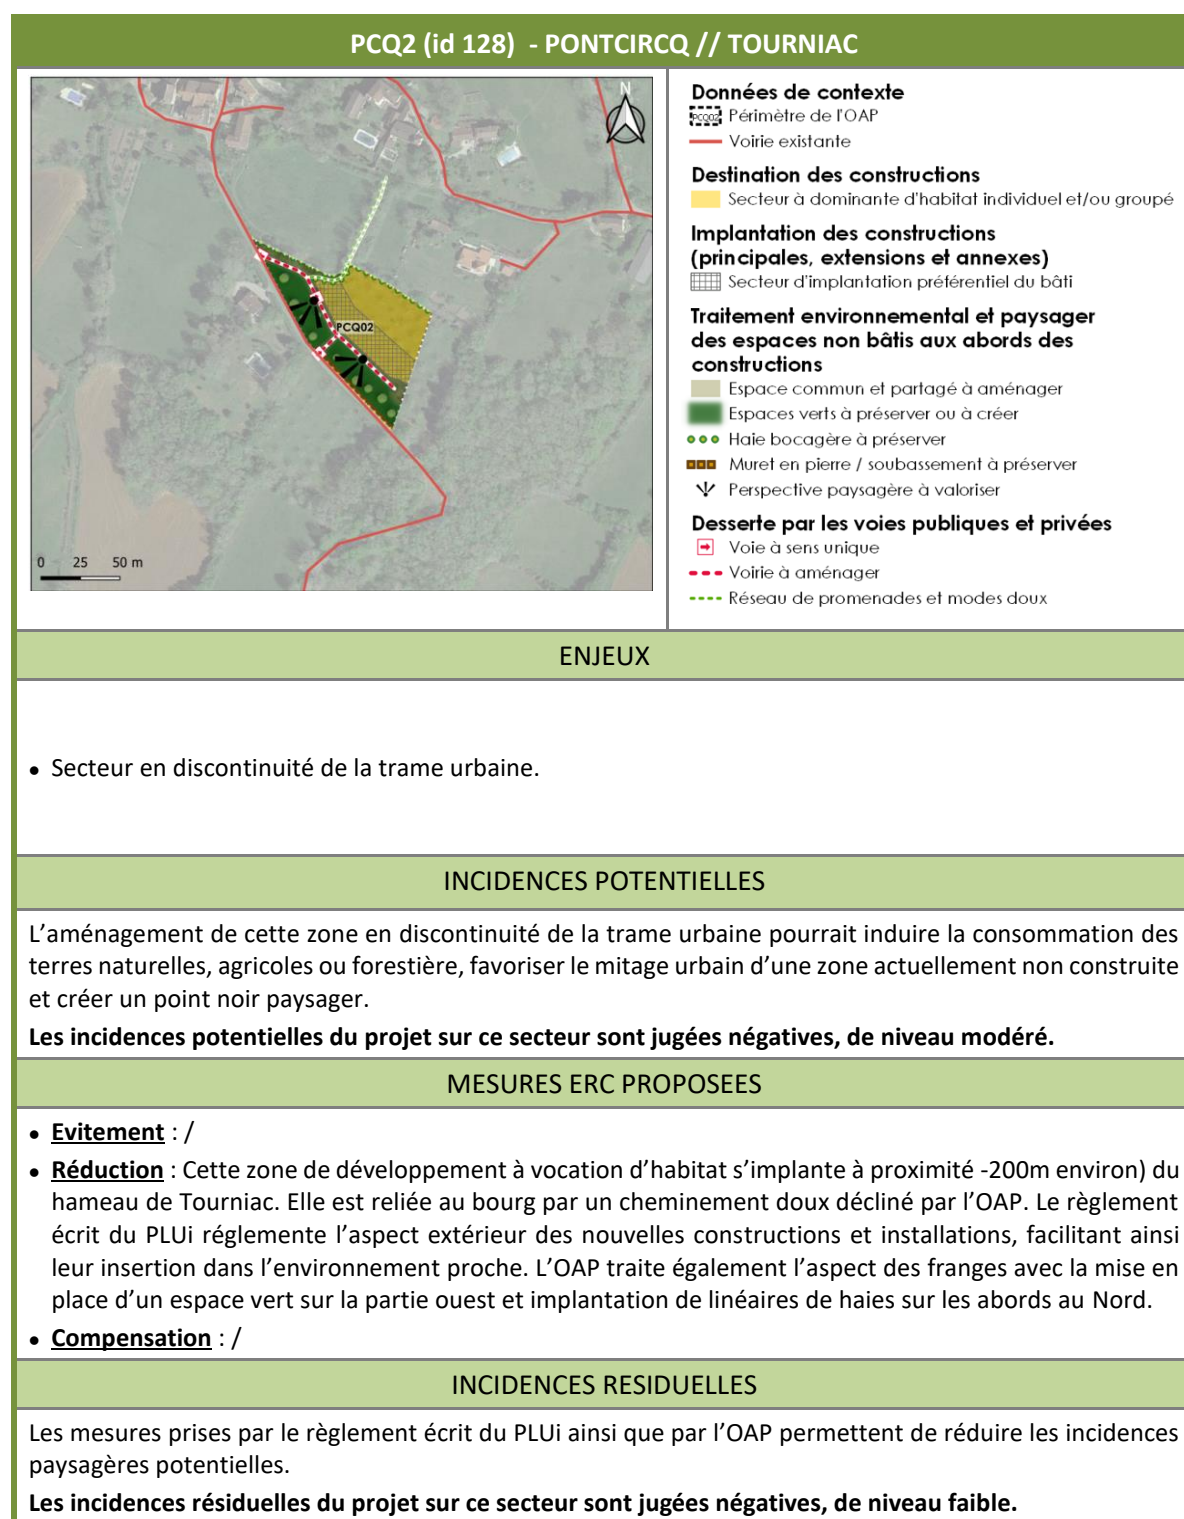 PCQ2 (id 128) - PONTCIRCQ // TOURNIAC
N
PCQ02
0 25 50 m
Données de contexte
PCQ02 Périmètre de l'OAP
Voirie existante
Destination des constructions
Secteur à dominante d'habitat individuel et/ou groupé
Implantation des constructions
(principales, extensions et annexes)
Secteur d'implantation préférentiel du bâti
Traitement environnemental et paysager
des espaces non bâtis aux abords des
constructions
Espace commun et partagé à aménager
Espaces verts à préserver ou à créer
Haie bocagère à préserver
Muret en pierre / soubassement à préserver
Perspective paysagère à valoriser
Desserte par les voies publiques et privées
Voie à sens unique
Voirie à aménager
Réseau de promenades et modes doux
ENJEUX
• Secteur en discontinuité de la trame urbaine.
INCIDENCES POTENTIELLES
L’aménagement de cette zone en discontinuité de la trame urbaine pourrait induire la consommation des
terres naturelles, agricoles ou forestière, favoriser le mitage urbain d’une zone actuellement non construite
et créer un point noir paysager.
Les incidences potentielles du projet sur ce secteur sont jugées négatives, de niveau modéré.
MESURES ERC PROPOSEES
• Evitement : /
• Réduction : Cette zone de développement à vocation d’habitat s’implante à proximité -200m environ) du
hameau de Tourniac. Elle est reliée au bourg par un cheminement doux décliné par l’OAP. Le règlement
écrit du PLUi réglemente l’aspect extérieur des nouvelles constructions et installations, facilitant ainsi
leur insertion dans l’environnement proche. L’OAP traite également l’aspect des franges avec la mise en
place d’un espace vert sur la partie ouest et implantation de linéaires de haies sur les abords au Nord.
• Compensation : /
INCIDENCES RESIDUELLES
Les mesures prises par le règlement écrit du PLUi ainsi que par l’OAP permettent de réduire les incidences
paysagères potentielles.
Les incidences résiduelles du projet sur ce secteur sont jugées négatives, de niveau faible.